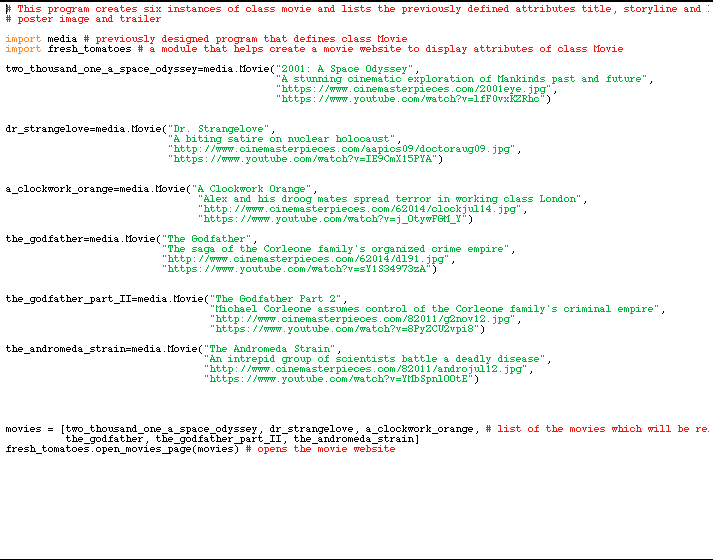 # This program creates six instances of class movie and lists the previously defined attributes title, storyline and
# poster image and trailer
import media # previously designed program that defines class Movie
import fresh_tomatoes # a module that helps create a movie website to display attributes of class Movie
two_thousand_one_a_space_odyssey=media.Movie("2001: A Space Odyssey",
"A stunning cinematic exploration of Mankinds past and future",
"https://www.cinemasterpieces.com/2001eye.jpg",
"https://www.youtube.com/watch?v=lfF0vxKZRhc")
dr_strangelove=media.Movie("Dr. Strangelove",
"A biting satire on nuclear holocaust",
"http://www.cinemasterpieces.com/aapics09/doctoraug09.jpg",
"https://www.youtube.com/watch?v=IE9CmX15PYA")
a_clockwork_orange=media.Movie("A Clockwork Orange",
"Alex and his droog mates spread terror in working class London",
"http://www.cinemasterpieces.com/62014/clockjul14.jpg",
"https://www.youtube.com/watch?v=j_OtywFGM_Y")
the_godfather=media.Movie("The Godfather",
"The saga of the Corleone family's organized crime empire",
"http://www.cinemasterpieces.com/62014/dl91.jpg",
"https://www.youtube.com/watch?v=sY1S34973zA")
the_godfather_part_II=media.Movie("The Godfather Part 2",
"Michael Corleone assumes control of the Corleone family's criminal empire",
"http://www.cinemasterpieces.com/82011/g2nov12.jpg",
"https://www.youtube.com/watch?v=8PyZCU2vpi8")
the_andromeda_strain=media.Movie("The Andromeda Strain",
"An intrepid group of scientists battle a deadly disease",
"http://www.cinemasterpieces.com/82011/androjul12.jpg",
"https://www.youtube.com/watch?v=YMbSpnlOOtE")
movies = [two_thousand_one_a_space_odyssey, dr_strangelove, a_clockwork_orange, # list of the movies which will be re
the_godfather, the_godfather_part_II, the_andromeda_strain]
fresh_tomatoes.open_movies_page(movies) # opens the movie website